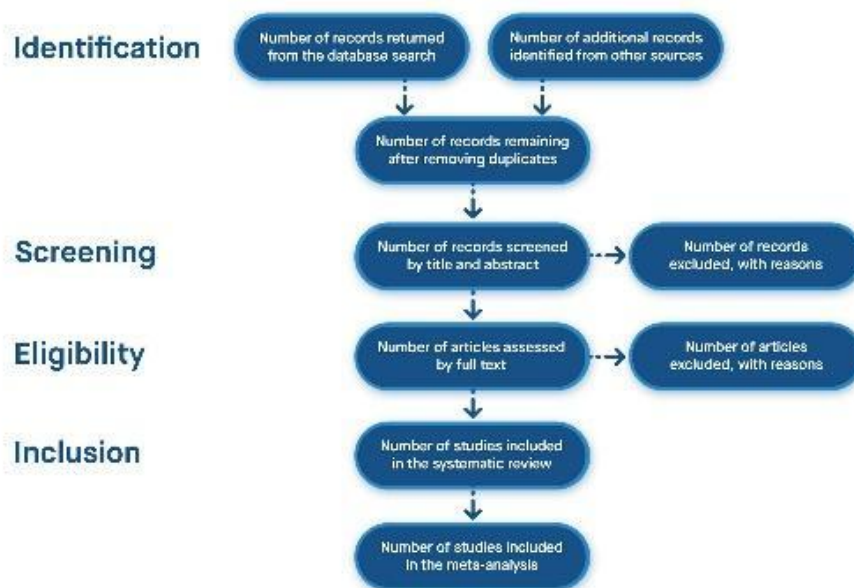 Identification
Number of records returned
from the database search
Number of additional records
identified from other sources
Number of records remaining
after removing duplicates
Screening
Number of records screened
by title and abstract
Number of records
excluded, with reasons
Eligibility
Number of articles assessed
by full text
Number of articles
excluded, with reasons
Inclusion
Number of studies included
in the systematic review
Number of studies included
in the meta-analysis